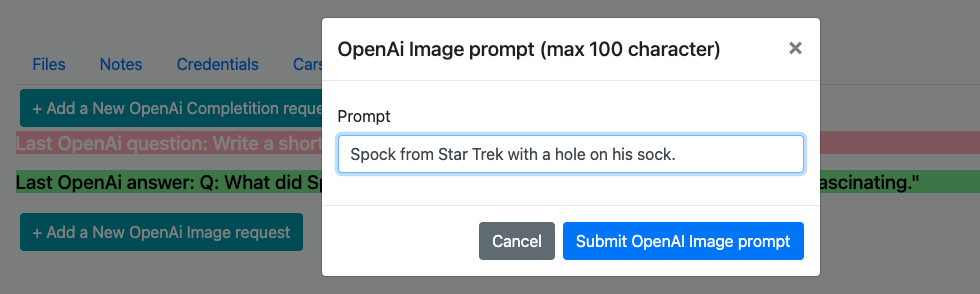 OpenAi Image prompt (max 100 character)
×
Files Notes Credentials Cars
+ Add a New OpenAi Completition reque
Prompt
Last OpenAi question: Write a short
Spock from Star Trek with a hole on his sock.
Last OpenAi answer: Q: What did Sp ascinating."
+ Add a New OpenAi Image request
Cancel
Submit OpenAI Image prompt